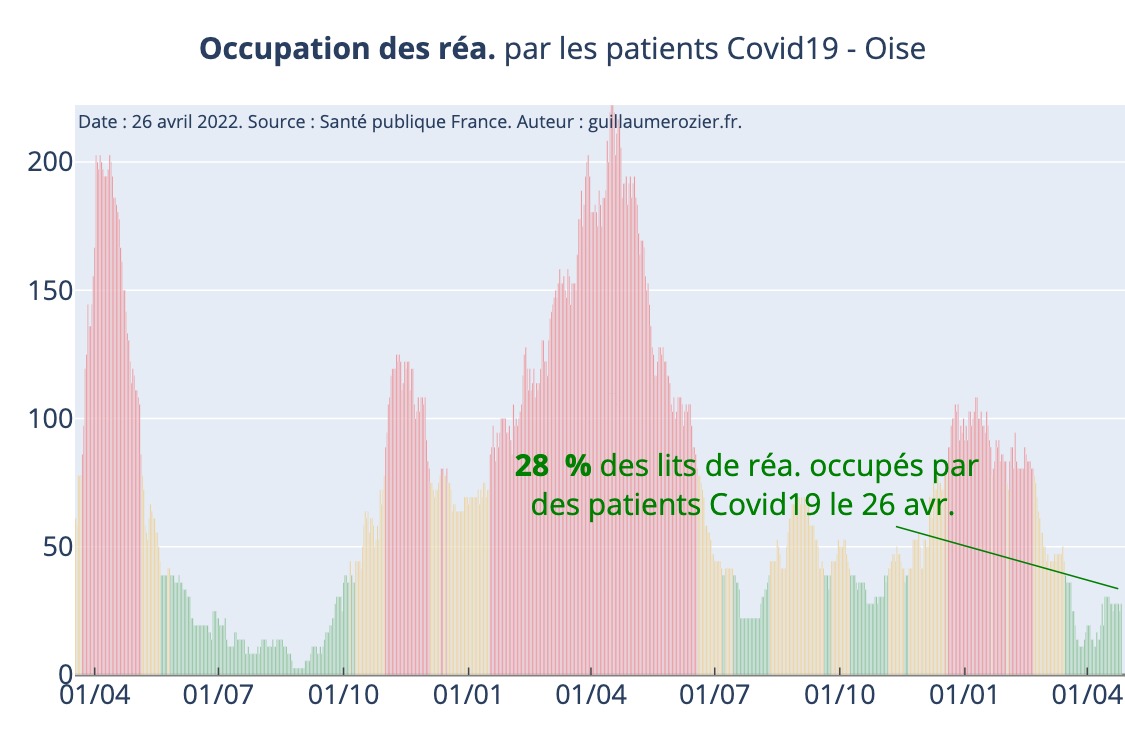 Occupation des réa. par les patients Covid19 - Oise
Date : 26 avril 2022. Source : Santé publique France. Auteur : guillaumerozier.fr.
200
150
100
50
0
28 % des lits de réa. occupés par
des patients Covid19 le 26 avr.
01/04 01/07 01/10 01/01 01/04 01/07 01/10 01/01 01/04